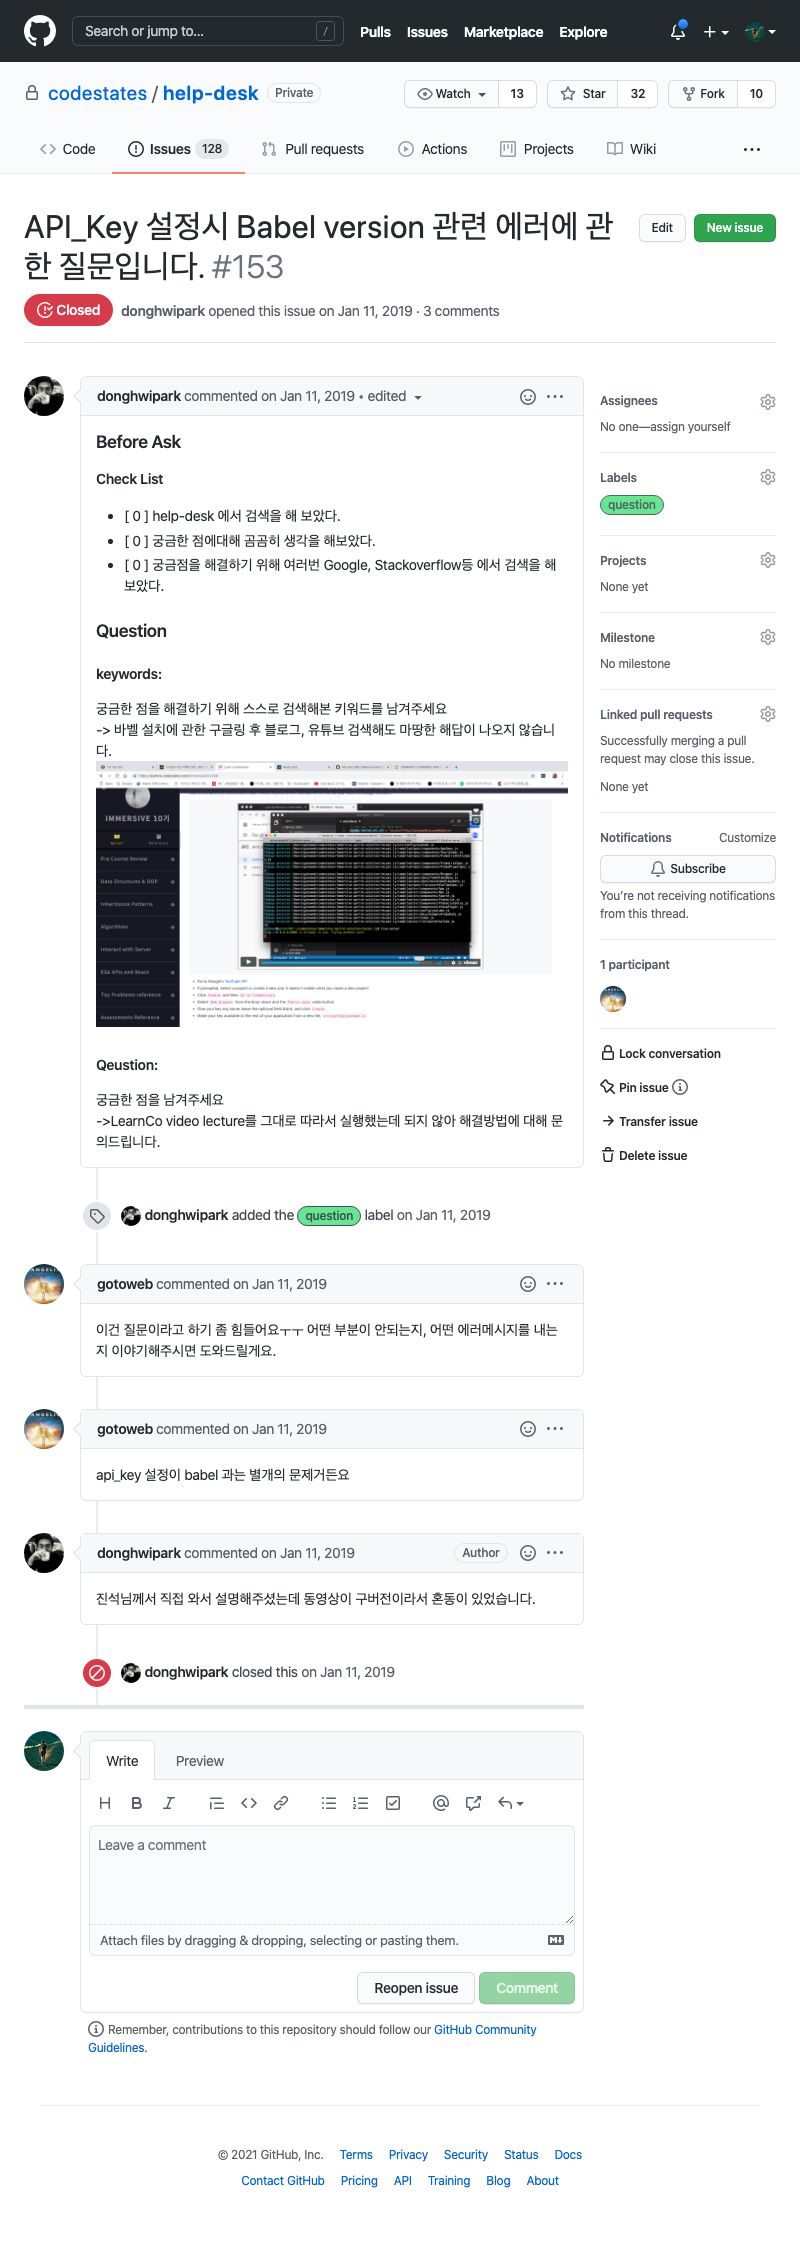 Search or jump to...
/
Pulls
Issues
Marketplace
Explore
codestates / help-desk
Private
Watch
13
Star
32
Fork
10
Code
Issues 128
Pull requests
Actions
Projects
Wiki
API_Key 설정시 Babel version 관련 에러에 관
한 질문입니다. #153
Edit
New issue
Closed
donghwipark opened this issue on Jan 11, 2019 · 3 comments
donghwipark commented on Jan 11, 2019 • edited
Before Ask
Check List
[ 0 ] help-desk 에서 검색을 해 보았다.
[ 0 ] 궁금한 점에대해 곰곰히 생각을 해보았다.
[ 0 ] 궁금점을 해결하기 위해 여러번 Google, Stackoverflow등 에서 검색을 해
보았다.
Question
keywords:
궁금한 점을 해결하기 위해 스스로 검색해본 키워드를 남겨주세요
-> 바벨 설치에 관한 구글링 후 블로그, 유튜브 검색해도 마땅한 해답이 나오지 않습니
다.
IMMERSIVE 10기
Pre Course Review
Data Structures & OOP
Inheritance Patterns
Algorithms
Interact with Server
ES6 APIs and React
Toy Problems reference
Assessments Reference
Qeustion:
궁금한 점을 남겨주세요
->LearnCo video lecture를 그대로 따라서 실행했는데 되지 않아 해결방법에 대해 문
의드립니다.
donghwipark added the question label on Jan 11, 2019
gotoweb commented on Jan 11, 2019
이건 질문이라고 하기 좀 힘들어요ㅜㅜ 어떤 부분이 안되는지, 어떤 에러메시지를 내는
지 이야기해주시면 도와드릴게요.
gotoweb commented on Jan 11, 2019
api_key 설정이 babel 과는 별개의 문제거든요
donghwipark commented on Jan 11, 2019
Author
진석님께서 직접 와서 설명해주셨는데 동영상이 구버전이라서 혼동이 있었습니다.
donghwipark closed this on Jan 11, 2019
Write
Preview
Leave a comment
Attach files by dragging & dropping, selecting or pasting them.
Reopen issue
Comment
Remember, contributions to this repository should follow our GitHub Community
Guidelines.
Assignees
No one—assign yourself
Labels
question
Projects
None yet
Milestone
No milestone
Linked pull requests
Successfully merging a pull
request may close this issue.
None yet
Notifications
Customize
Subscribe
You're not receiving notifications
from this thread.
1 participant
Lock conversation
Pin issue
Transfer issue
Delete issue
© 2021 GitHub, Inc.
Terms
Privacy
Security
Status
Docs
Contact GitHub
Pricing
API
Training
Blog
About